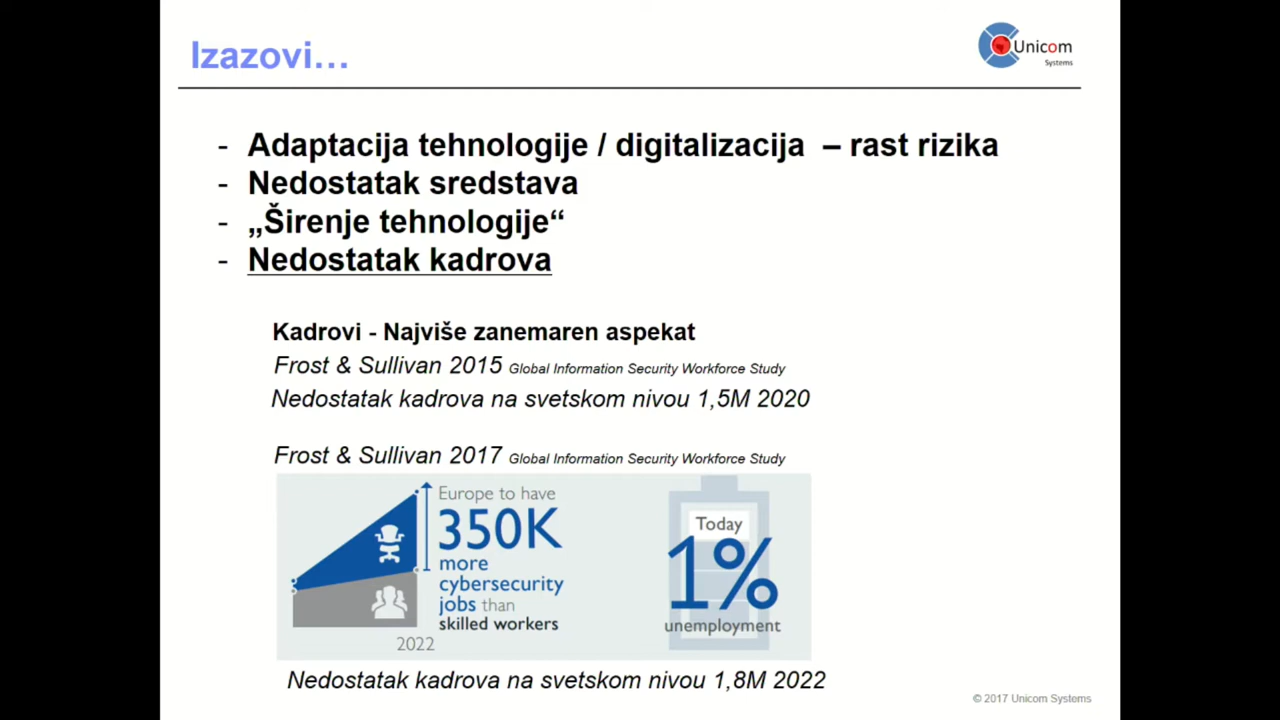 Izazovi…
Unicom
Systems
- Adaptacija tehnologije / digitalizacija – rast rizika
- Nedostatak sredstava
- „Širenje tehnologije“
- Nedostatak kadrova
Kadrovi - Najviše zanemaren aspekat
Frost & Sullivan 2015 Global Information Security Workforce Study
Nedostatak kadrova na svetskom nivou 1,5M 2020
Frost & Sullivan 2017 Global Information Security Workforce Study
Europe to have
350K
more
cybersecurity
jobs than
skilled workers
2022
Today
1%
unemployment
Nedostatak kadrova na svetskom nivou 1,8M 2022
© 2017 Unicom Systems